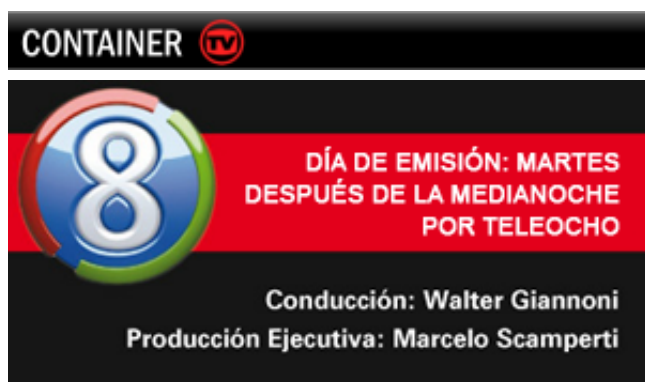 CONTAINER TV
8
DÍA DE EMISIÓN: MARTES
DESPUÉS DE LA MEDIANOCHE
POR TELEOCHO
Conducción: Walter Giannoni
Producción Ejecutiva: Marcelo Scamperti